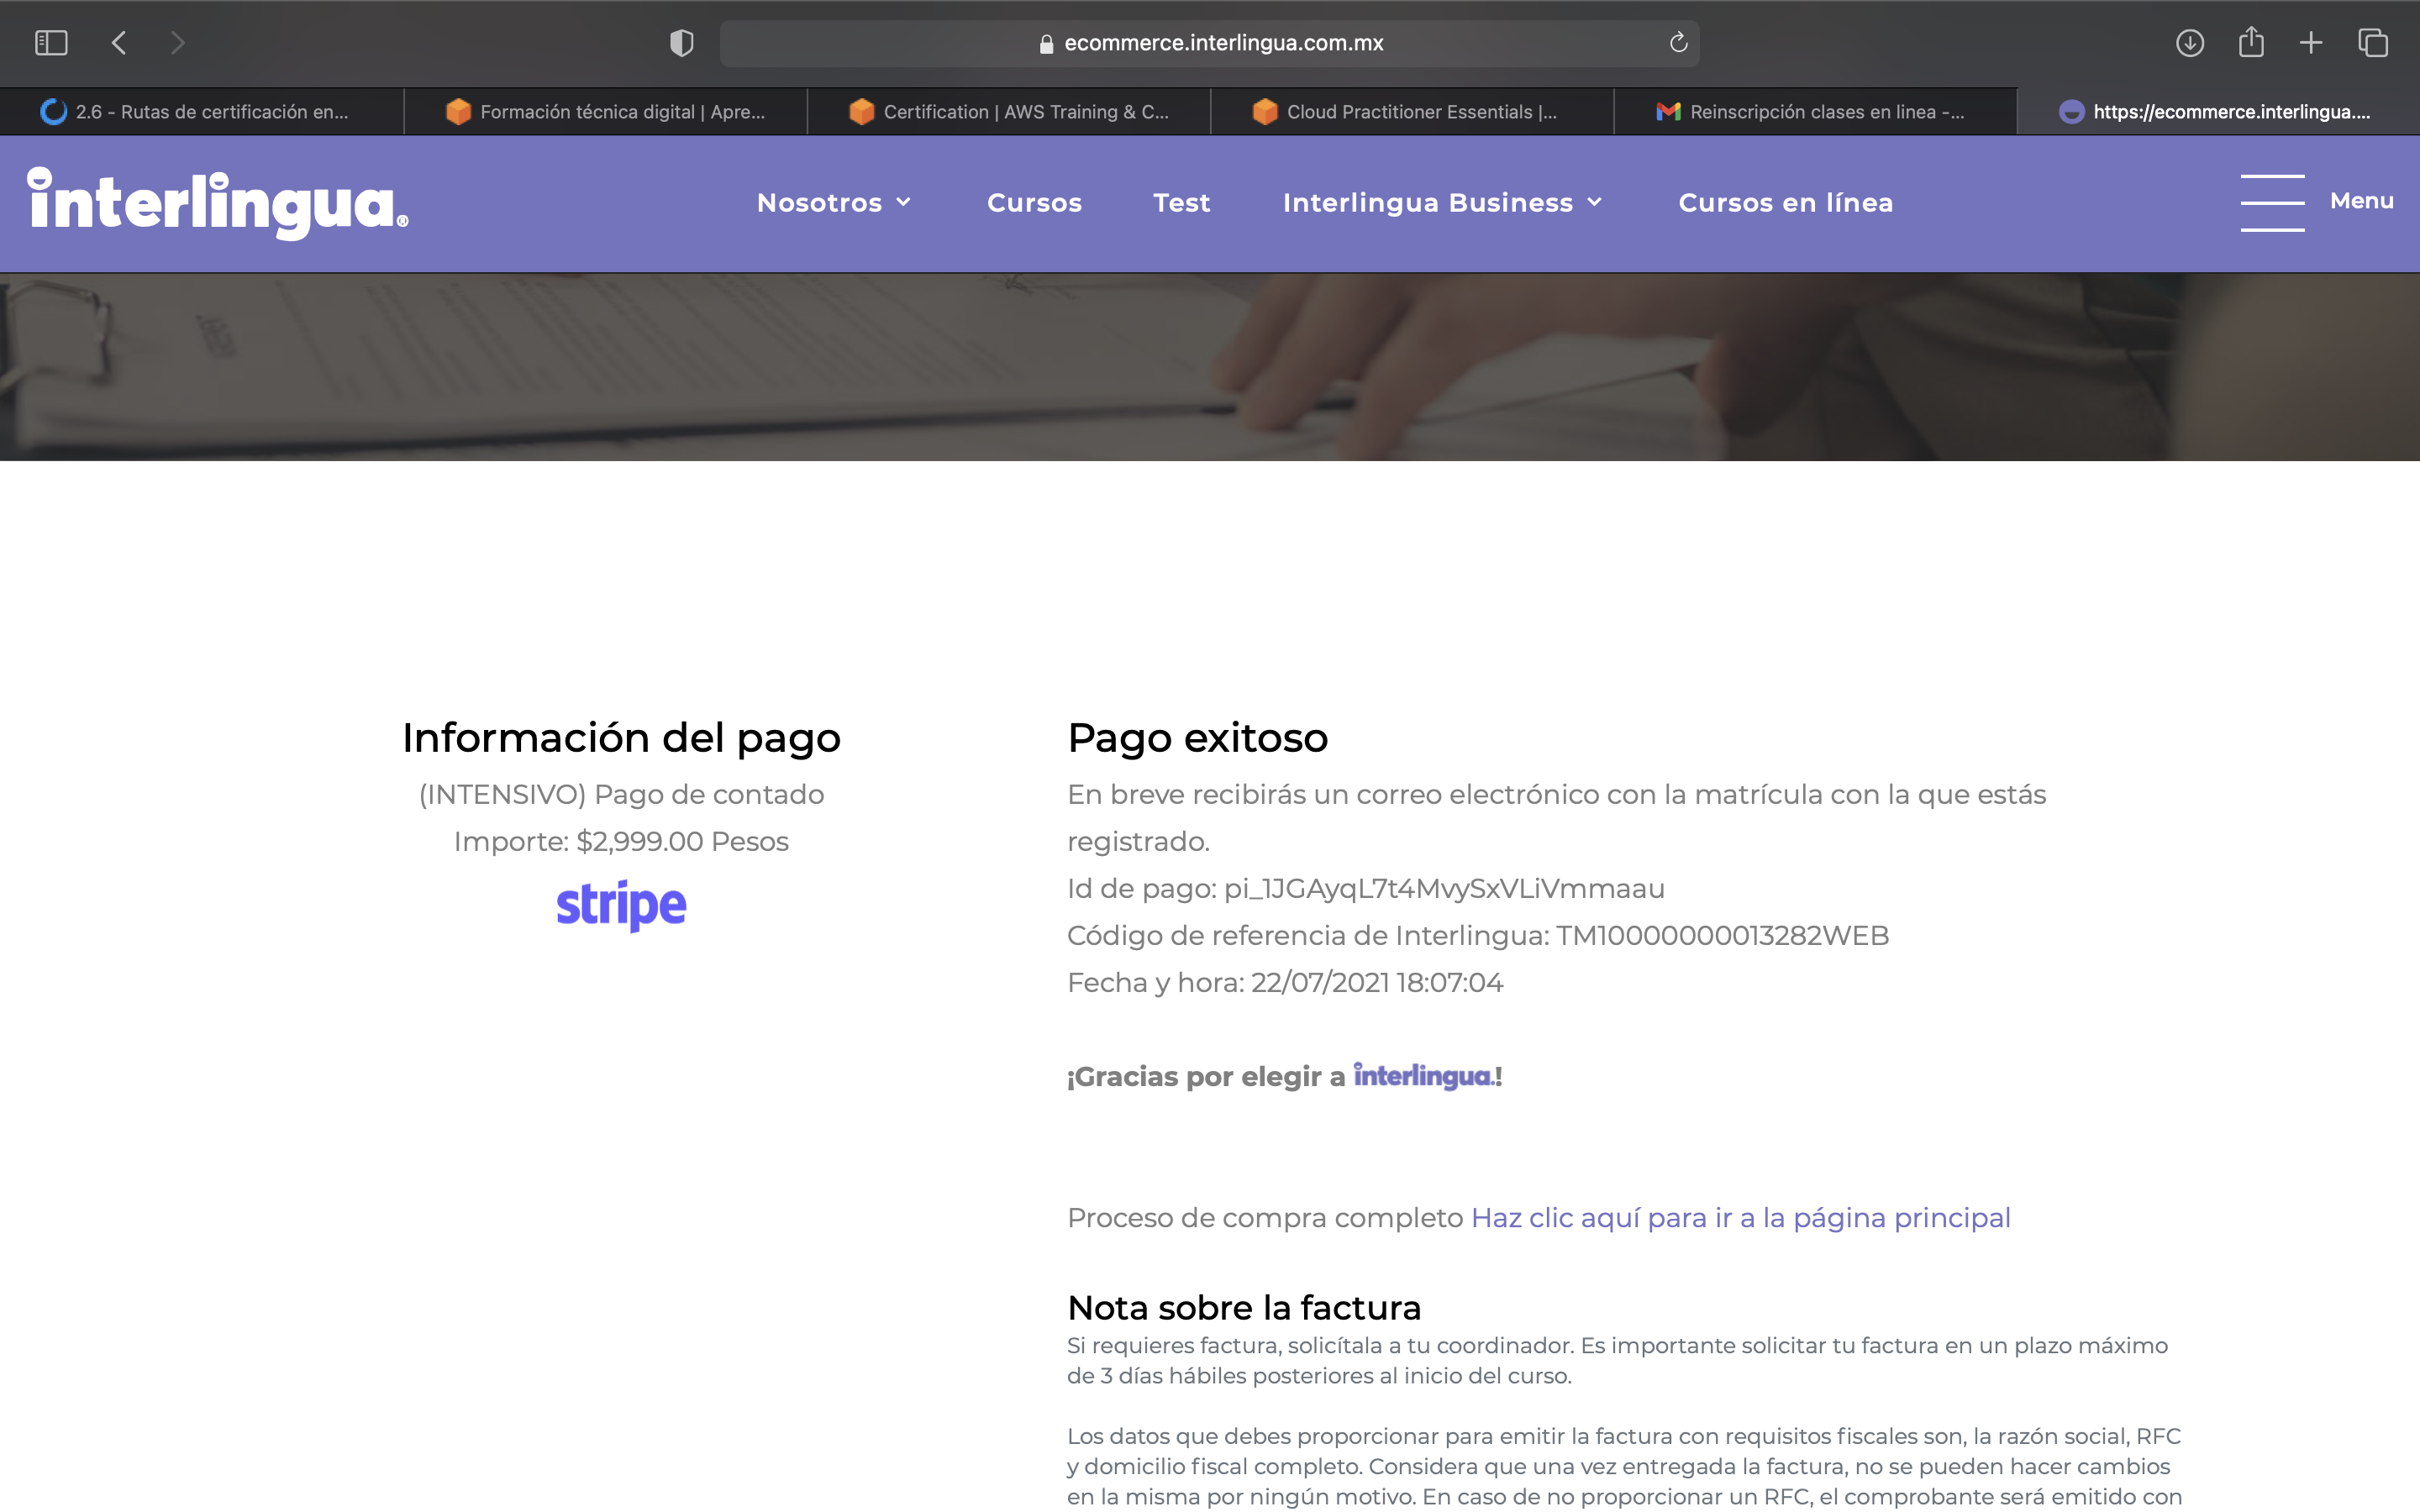 ecommerce.interlingua.com.mx
2.6 - Rutas de certificación en...
Formación técnica digital | Apre...
Certification | AWS Training & C...
Cloud Practitioner Essentials |...
Reinscripción clases en linea -...
https://ecommerce.interlingua....
interlingua®
Nosotros
Cursos
Test
Interlingua Business
Cursos en línea
Menu
Información del pago
(INTENSIVO) Pago de contado
Importe: $2,999.00 Pesos
stripe
Pago exitoso
En breve recibirás un correo electrónico con la matrícula con la que estás
registrado.
Id de pago: pi_1JGAyqL7t4MvySxVLiVmmaau
Código de referencia de Interlingua: TM10000000013282WEB
Fecha y hora: 22/07/2021 18:07:04
¡Gracias por elegir a interlingua.!
Proceso de compra completo Haz clic aquí para ir a la página principal
Nota sobre la factura
Si requieres factura, solicítala a tu coordinador. Es importante solicitar tu factura en un plazo máximo
de 3 días hábiles posteriores al inicio del curso.
Los datos que debes proporcionar para emitir la factura con requisitos fiscales son, la razón social, RFC
y domicilio fiscal completo. Considera que una vez entregada la factura, no se pueden hacer cambios
en la misma por ningún motivo. En caso de no proporcionar un RFC, el comprobante será emitido con